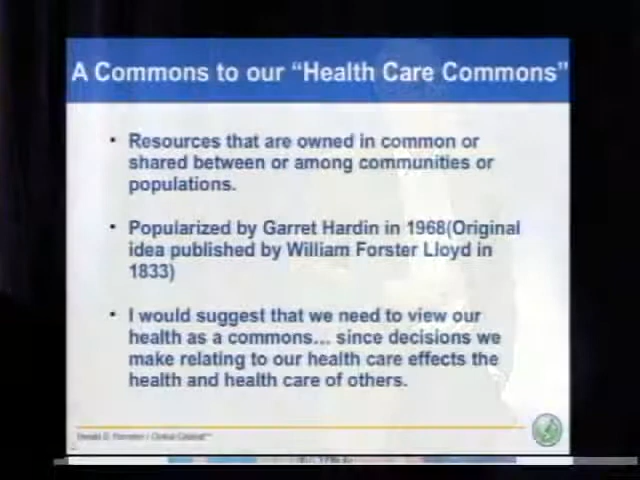 A Commons to our “Health Care Commons”
• Resources that are owned in common or
shared between or among communities or
populations.
• Popularized by Garret Hardin in 1968(Original
idea published by William Forster Lloyd in
1833)
• I would suggest that we need to view our
health as a commons... since decisions we
make relating to our health care effects the
health and health care of others.